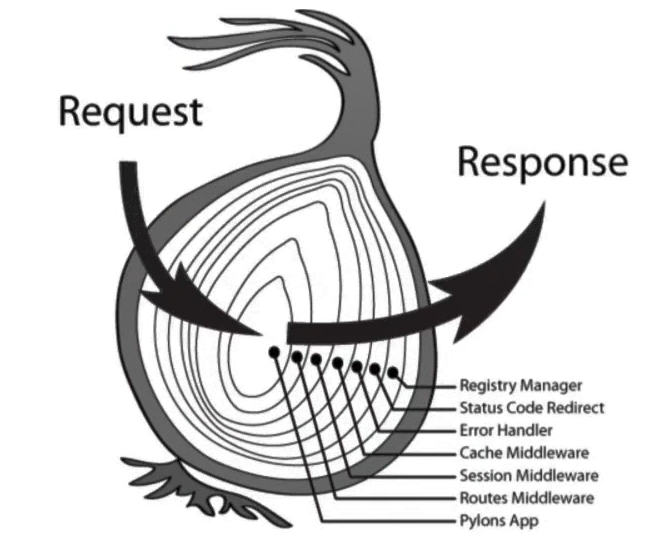 Request
Response
Registry Manager
Status Code Redirect
Error Handler
Cache Middleware
Session Middleware
Routes Middleware
Pylons App